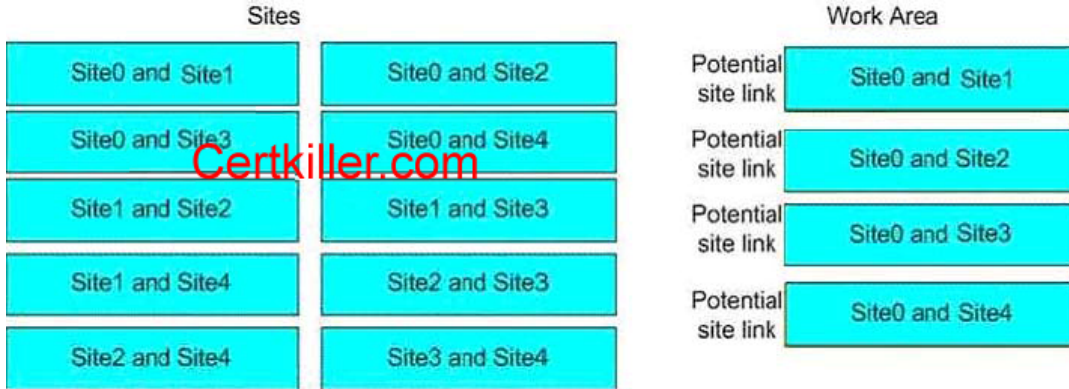 Sites
Work Area
Site0 and Site1
Site0 and Site2
Site0 and Site3
Site0 and Site4
Certkiller.com
Site1 and Site2
Site1 and Site3
Site1 and Site4
Site2 and Site3
Site2 and Site4
Site3 and Site4
Potential
site link
Site0 and Site1
Potential
site link
Site0 and Site2
Potential
site link
Site0 and Site3
Potential
site link
Site0 and Site4